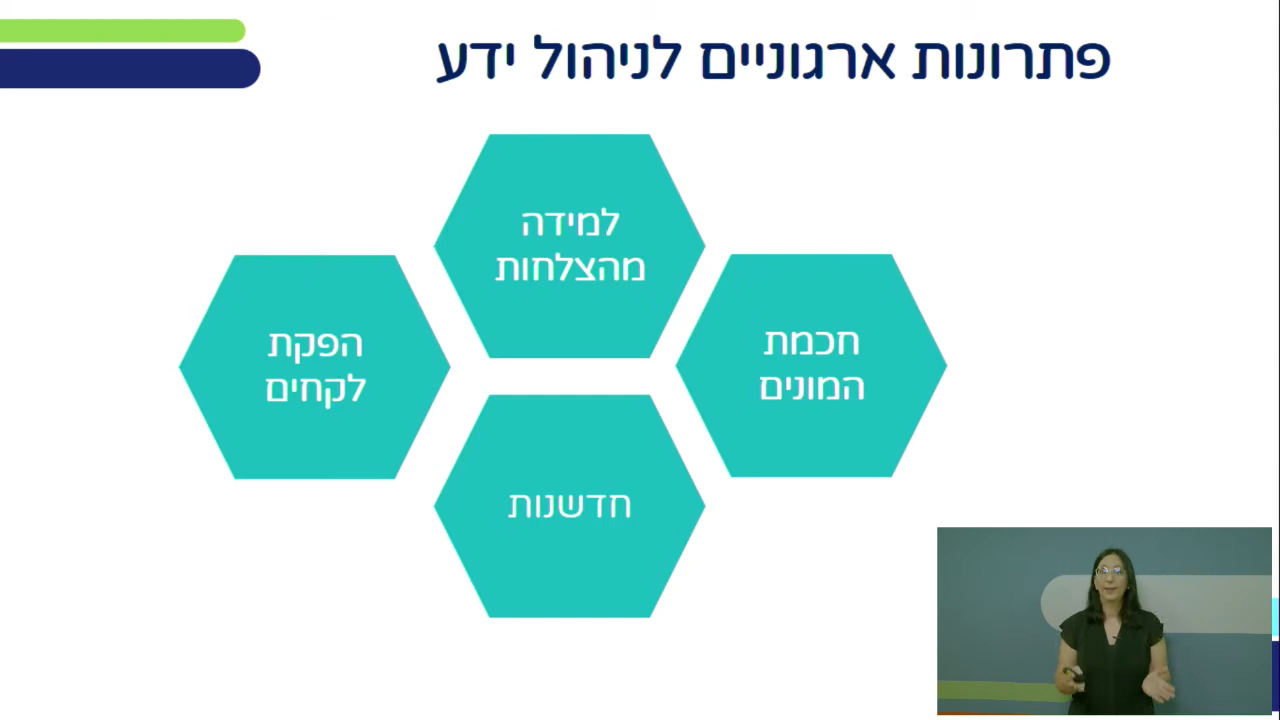 פתרונות ארגוניים לניהול ידע
למידה
מהצלחות
חכמת
המונים
הפקת
לקחים
חדשנות